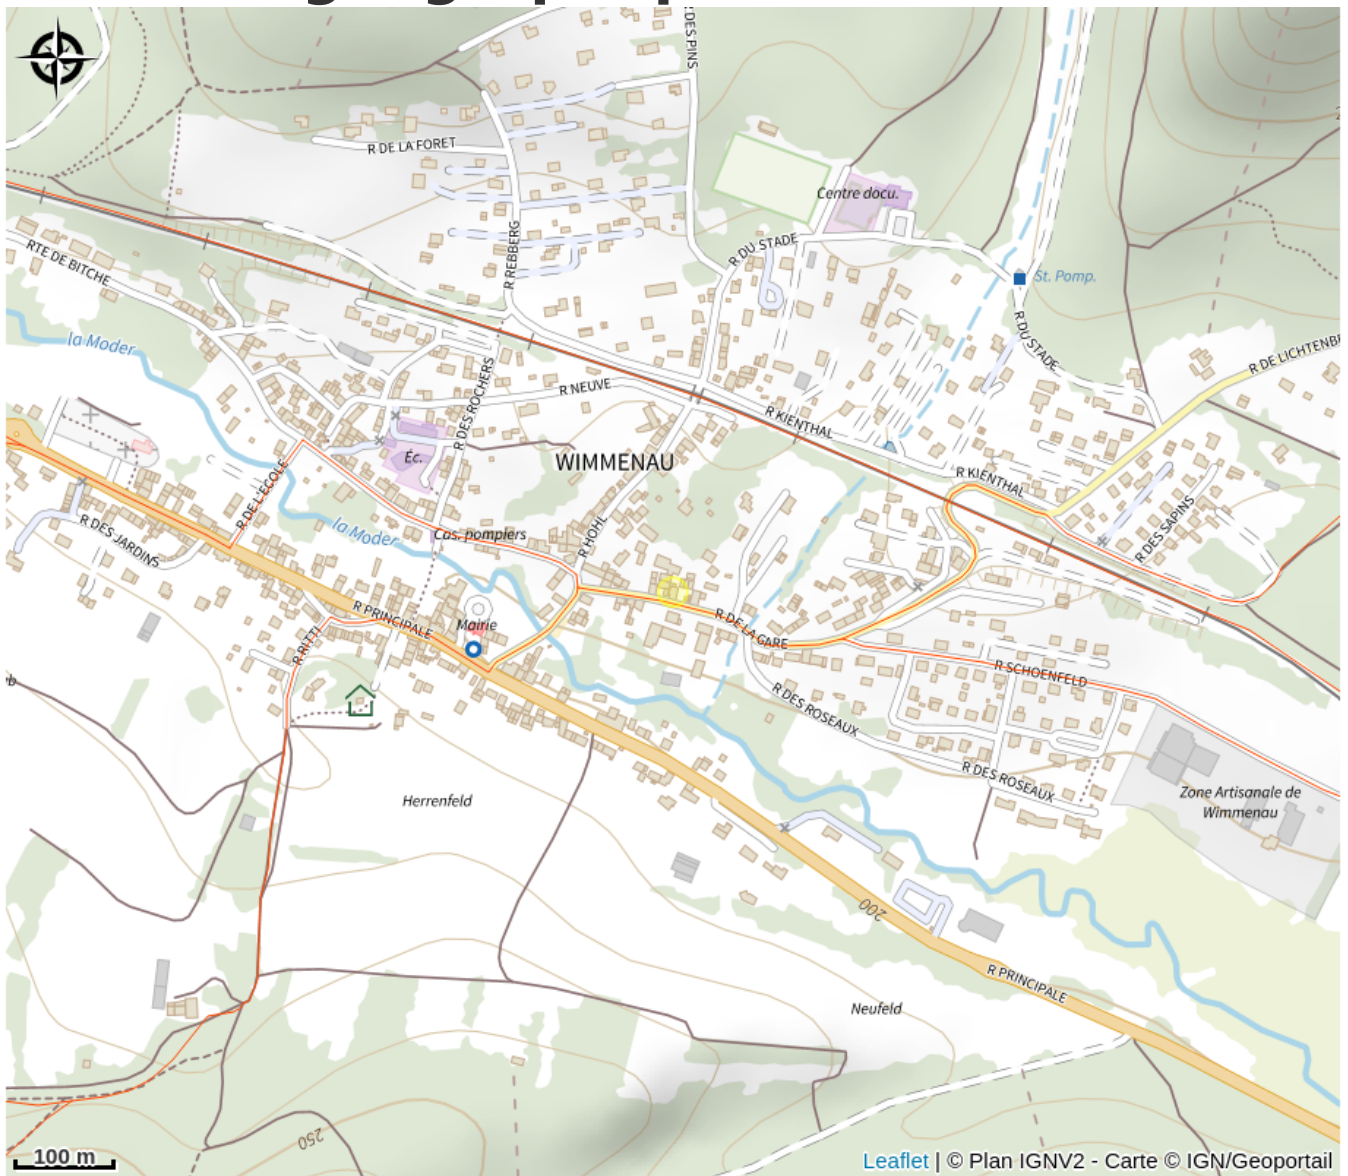 R DES PINS
R DE LA FORET
Centre docu.
R REBBERG
R DU STADE
RTE DE BITCHE
St. Pomp.
la Moder
R DU STADE
R DE LICHTENB
R NEUVE
R DES ROCHERS
R KIENTHAL
Éc.
WIMMENAU
R KIENTHAL
R DE L'ECOLE
R DES JARDINS
la Moder
Cas. pompiers
R HOHL
R DES SAPINS
R PRINCIPALE
Mairie
R DE LA GARE
R RITTI
R SCHOENFELD
R DES ROSEAUX
R DES ROSEAUX
Herrenfeld
Zone Artisanale de
Wimmenau
200
R PRINCIPALE
Neufeld
250
100 m
Leaflet | © Plan IGNV2 - Carte © IGN/Geoportail